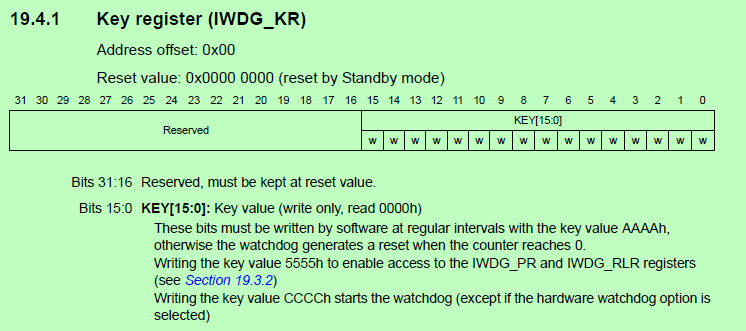 19.4.1 Key register (IWDG_KR)
Address offset: 0x00
Reset value: 0x0000 0000 (reset by Standby mode)
31 30 29 28 27 26 25 24 23 22 21 20 19 18 17 16 15 14 13 12 11 10 9 8 7 6 5 4 3 2 1 0
Reserved
KEY[15:0]
w w w w w w w w w w w w w w w w
Bits 31:16 Reserved, must be kept at reset value.
Bits 15:0 KEY[15:0]: Key value (write only, read 0000h)
These bits must be written by software at regular intervals with the key value AAAAh,
otherwise the watchdog generates a reset when the counter reaches 0.
Writing the key value 5555h to enable access to the IWDG_PR and IWDG_RLR registers
(see Section 19.3.2)
Writing the key value CCCCh starts the watchdog (except if the hardware watchdog option is
selected)